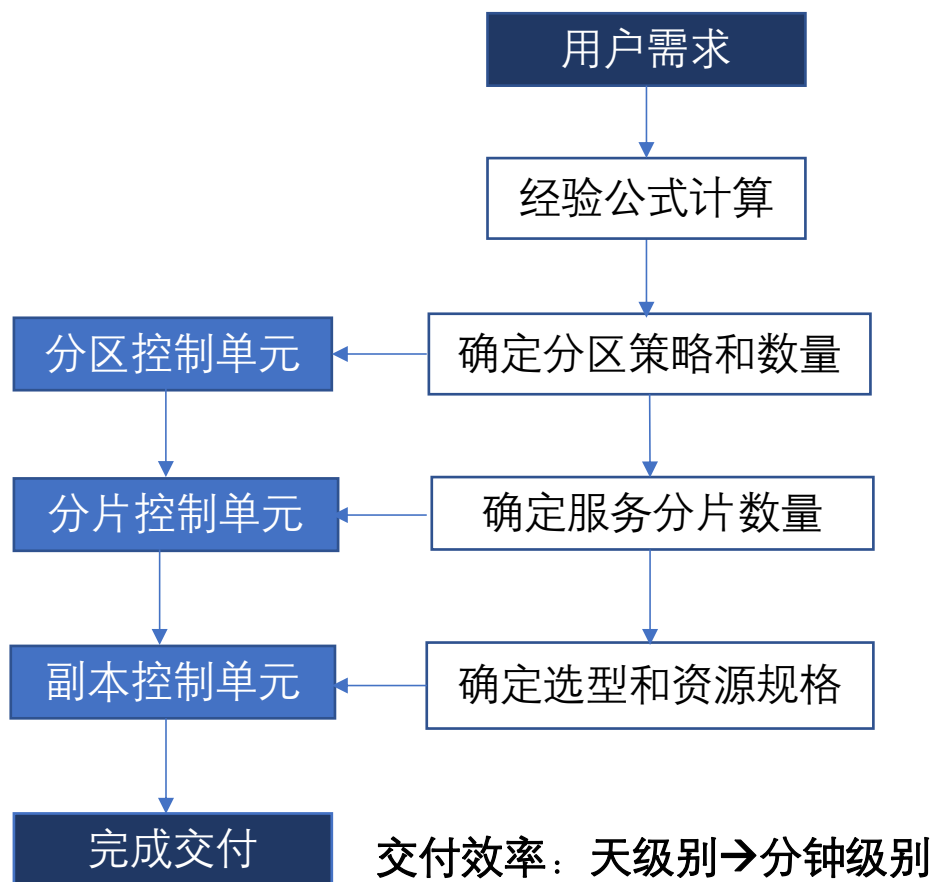 用户需求
经验公式计算
分区控制单元
确定分区策略和数量
分片控制单元
确定服务分片数量
副本控制单元
确定选型和资源规格
完成交付
交付效率：天级别→分钟级别